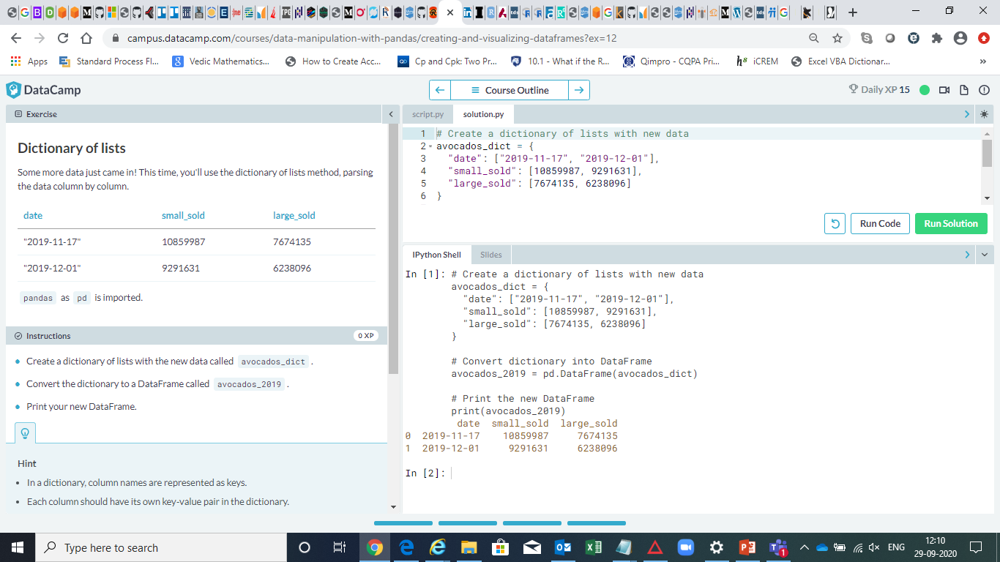 campus.datacamp.com/courses/data-manipulation-with-pandas/creating-and-visualizing-dataframes?ex=12
Apps
Standard Process Fl...
Vedic Mathematics...
How to Create Acc...
Cp and Cpk: Two Pr...
10.1 - What if the R...
Qimpro - CQPA Pri...
iCREM
Excel VBA Dictionar...
»
DataCamp
Course Outline
Daily XP 15
Exercise
Dictionary of lists
Some more data just came in! This time, you'll use the dictionary of lists method, parsing
the data column by column.
date small_sold large_sold
"2019-11-17" 10859987 7674135
"2019-12-01" 9291631 6238096
pandas as pd is imported.
Instructions
0 XP
Create a dictionary of lists with the new data called avocados_dict .
Convert the dictionary to a DataFrame called avocados_2019 .
Print your new DataFrame.
Hint
In a dictionary, column names are represented as keys.
Each column should have its own key-value pair in the dictionary.
script.py
solution.py
1 # Create a dictionary of lists with new data
2 avocados_dict = {
3 "date": ["2019-11-17", "2019-12-01"],
4 "small_sold": [10859987, 9291631],
5 "large_sold": [7674135, 6238096]
6 }
Run Code
Run Solution
IPython Shell
Slides
In [1]: # Create a dictionary of lists with new data
avocados_dict = {
"date": ["2019-11-17", "2019-12-01"],
"small_sold": [10859987, 9291631],
"large_sold": [7674135, 6238096]
}
# Convert dictionary into DataFrame
avocados_2019 = pd.DataFrame(avocados_dict)
# Print the new DataFrame
print(avocados_2019)
date small_sold large_sold
0 2019-11-17 10859987 7674135
1 2019-12-01 9291631 6238096
In [2]:
Type here to search
ENG
12:10
29-09-2020